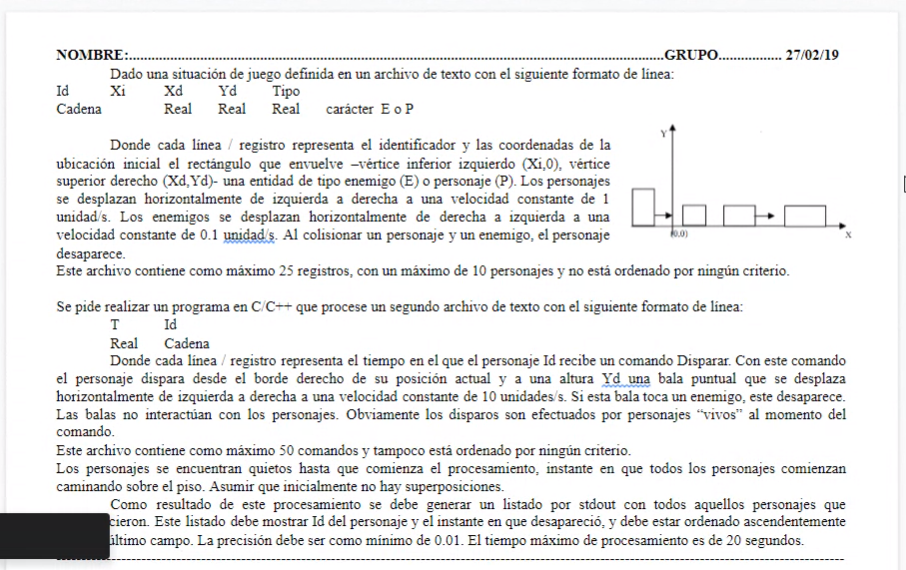 NOMBRE:.....................................................................................................................................................GRUPO................. 27/02/19
Dado una situación de juego definida en un archivo de texto con el siguiente formato de línea:
Id Xi Xd Yd Tipo
Cadena Real Real Real carácter E o P
Donde cada línea / registro representa el identificador y las coordenadas de la
ubicación inicial el rectángulo que envuelve –vértice inferior izquierdo (Xi,0), vértice
superior derecho (Xd,Yd)- una entidad de tipo enemigo (E) o personaje (P). Los personajes
se desplazan horizontalmente de izquierda a derecha a una velocidad constante de 1
unidad/s. Los enemigos se desplazan horizontalmente de derecha a izquierda a una
velocidad constante de 0.1 unidad/s. Al colisionar un personaje y un enemigo, el personaje
desaparece.
Y
(0,0)
X
Este archivo contiene como máximo 25 registros, con un máximo de 10 personajes y no está ordenado por ningún criterio.
Se pide realizar un programa en C/C++ que procese un segundo archivo de texto con el siguiente formato de línea:
T Id
Real Cadena
Donde cada línea / registro representa el tiempo en el que el personaje Id recibe un comando Disparar. Con este comando
el personaje dispara desde el borde derecho de su posición actual y a una altura Yd una bala puntual que se desplaza
horizontalmente de izquierda a derecha a una velocidad constante de 10 unidades/s. Si esta bala toca un enemigo, este desaparece.
Las balas no interactúan con los personajes. Obviamente los disparos son efectuados por personajes “vivos” al momento del
comando.
Este archivo contiene como máximo 50 comandos y tampoco está ordenado por ningún criterio.
Los personajes se encuentran quietos hasta que comienza el procesamiento, instante en que todos los personajes comienzan
caminando sobre el piso. Asumir que inicialmente no hay superposiciones.
Como resultado de este procesamiento se debe generar un listado por stdout con todos aquellos personajes que
cieron. Este listado debe mostrar Id del personaje y el instante en que desapareció, y debe estar ordenado ascendentemente
último campo. La precisión debe ser como mínimo de 0.01. El tiempo máximo de procesamiento es de 20 segundos.